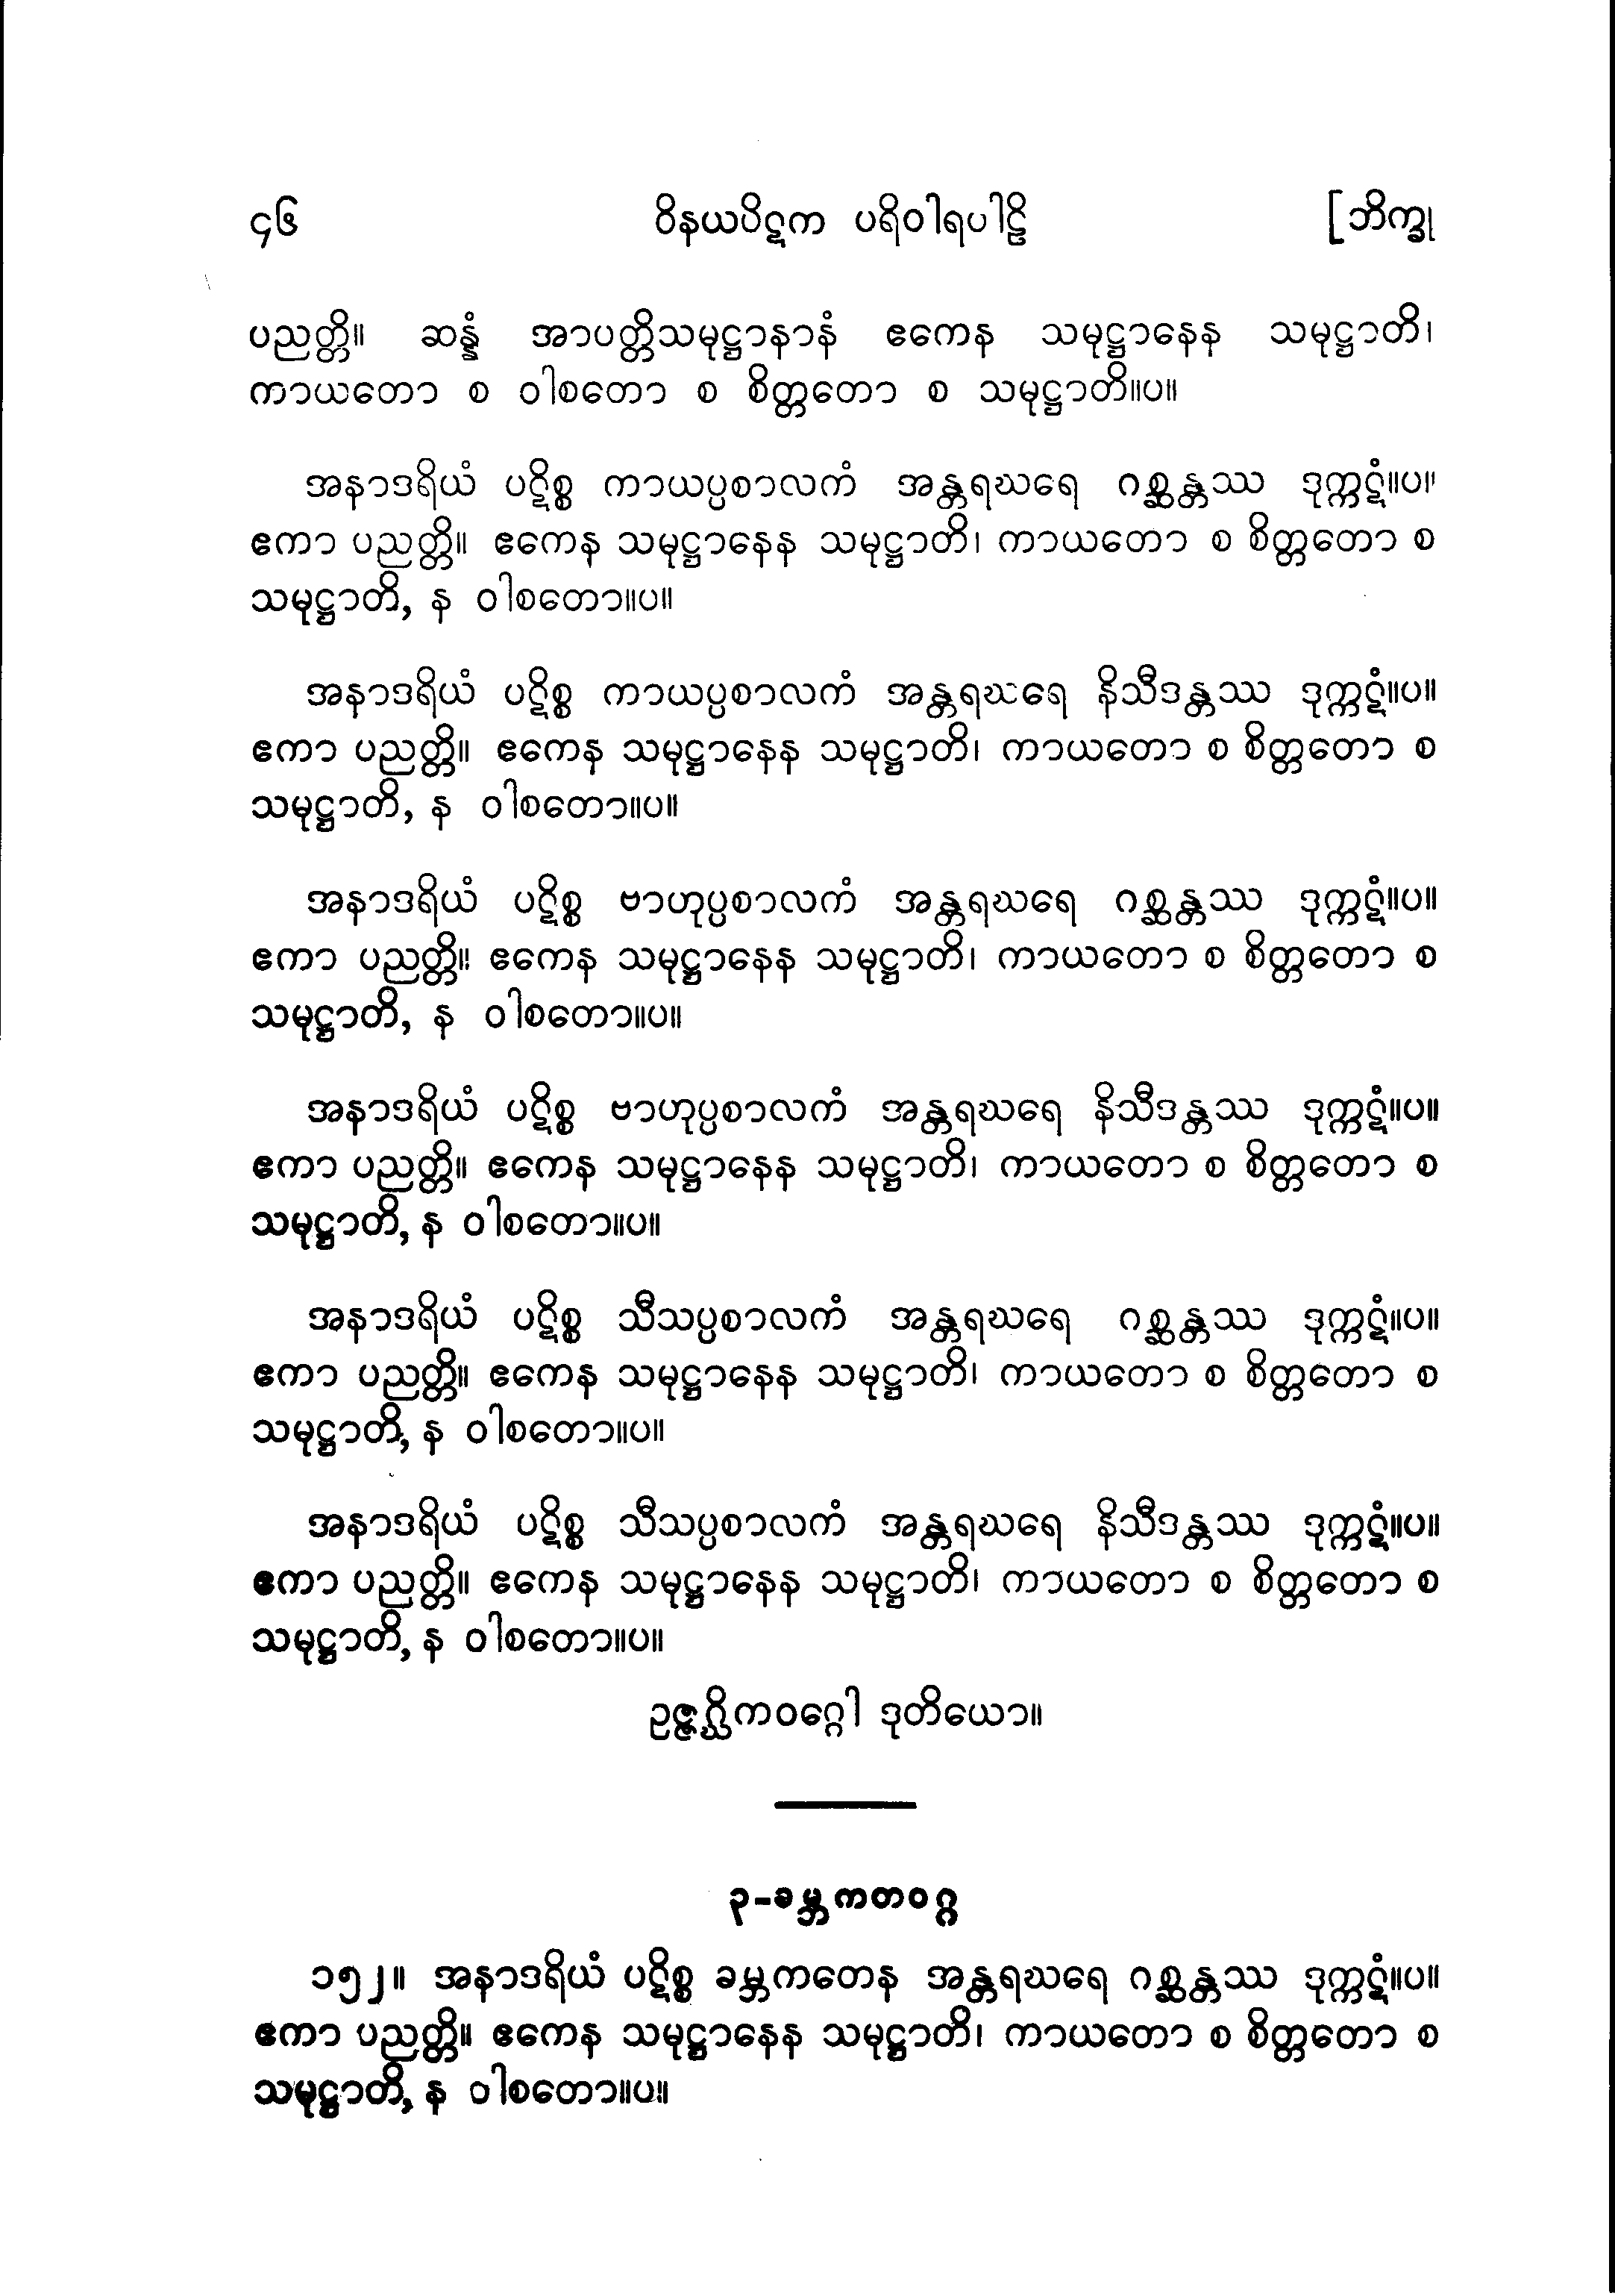 ၄၆ ဝိနယပိဋက ပရိဝါရပါဠိ [ဘိက္ခု
ပညတ္တိ။ ဆန္နံ အာပတ္တိသမုဋ္ဌာနာနံ ဧကေန သမုဋ္ဌာနေန သမုဋ္ဌာတိ၊
ကာယတော စ ဝါစတော စ စိတ္တတော စ သမုဋ္ဌာတိ။ပ။
အနာဒရိယံ ပဋိစ္စ ကာယပ္ပစာလကံ အန္တရဃရေ ဂစ္ဆန္တဿ ဒုက္ကဋံ။ပ။
ဧကာ ပညတ္တိ။ ဧကေန သမုဋ္ဌာနေန သမုဋ္ဌာတိ၊ ကာယတော စ စိတ္တတော စ
သမုဋ္ဌာတိ, န ဝါစတော။ပ။
အနာဒရိယံ ပဋိစ္စ ကာယပ္ပစာလကံ အန္တရဃရေ နိသီဒန္တဿ ဒုက္ကဋံ။ပ။
ဧကာ ပညတ္တိ။ ဧကေန သမုဋ္ဌာနေန သမုဋ္ဌာတိ၊ ကာယတော စ စိတ္တတော စ
သမုဋ္ဌာတိ, န ဝါစတော။ပ။
အနာဒရိယံ ပဋိစ္စ ဗာဟုပ္ပစာလကံ အန္တရဃရေ ဂစ္ဆန္တဿ ဒုက္ကဋံ။ပ။
ဧကာ ပညတ္တိ။ ဧကေန သမုဋ္ဌာနေန သမုဋ္ဌာတိ၊ ကာယတော စ စိတ္တတော စ
သမုဋ္ဌာတိ, န ဝါစတော။ပ။
အနာဒရိယံ ပဋိစ္စ ဗာဟုပ္ပစာလကံ အန္တရဃရေ နိသီဒန္တဿ ဒုက္ကဋံ။ပ။
ဧကာ ပညတ္တိ။ ဧကေန သမုဋ္ဌာနေန သမုဋ္ဌာတိ၊ ကာယတော စ စိတ္တတော စ
သမုဋ္ဌာတိ, န ဝါစတော။ပ။
အနာဒရိယံ ပဋိစ္စ သီသပ္ပစာလကံ အန္တရဃရေ ဂစ္ဆန္တဿ ဒုက္ကဋံ။ပ။
ဧကာ ပညတ္တိ။ ဧကေန သမုဋ္ဌာနေန သမုဋ္ဌာတိ၊ ကာယတော စ စိတ္တတော စ
သမုဋ္ဌာတိ, န ဝါစတော။ပ။
အနာဒရိယံ ပဋိစ္စ သီသပ္ပစာလကံ အန္တရဃရေ နိသီဒန္တဿ ဒုက္ကဋံ။ပ။
ဧကာ ပညတ္တိ။ ဧကေန သမုဋ္ဌာနေန သမုဋ္ဌာတိ၊ ကာယတော စ စိတ္တတော စ
သမုဋ္ဌာတိ, န ဝါစတော။ပ။
ဥဇ္ဇဂ္ဃိကဝဂ္ဂေါ ဒုတိယော။
၃-ခမ္ဘကတဝဂ္ဂ
၁၅၂။ အနာဒရိယံ ပဋိစ္စ ခမ္ဘကတေန အန္တရဃရေ ဂစ္ဆန္တဿ ဒုက္ကဋံ။ပ။
ဧကာ ပညတ္တိ။ ဧကေန သမုဋ္ဌာနေန သမုဋ္ဌာတိ၊ ကာယတော စ စိတ္တတော စ
သမုဋ္ဌာတိ, န ဝါစတော။ပ။